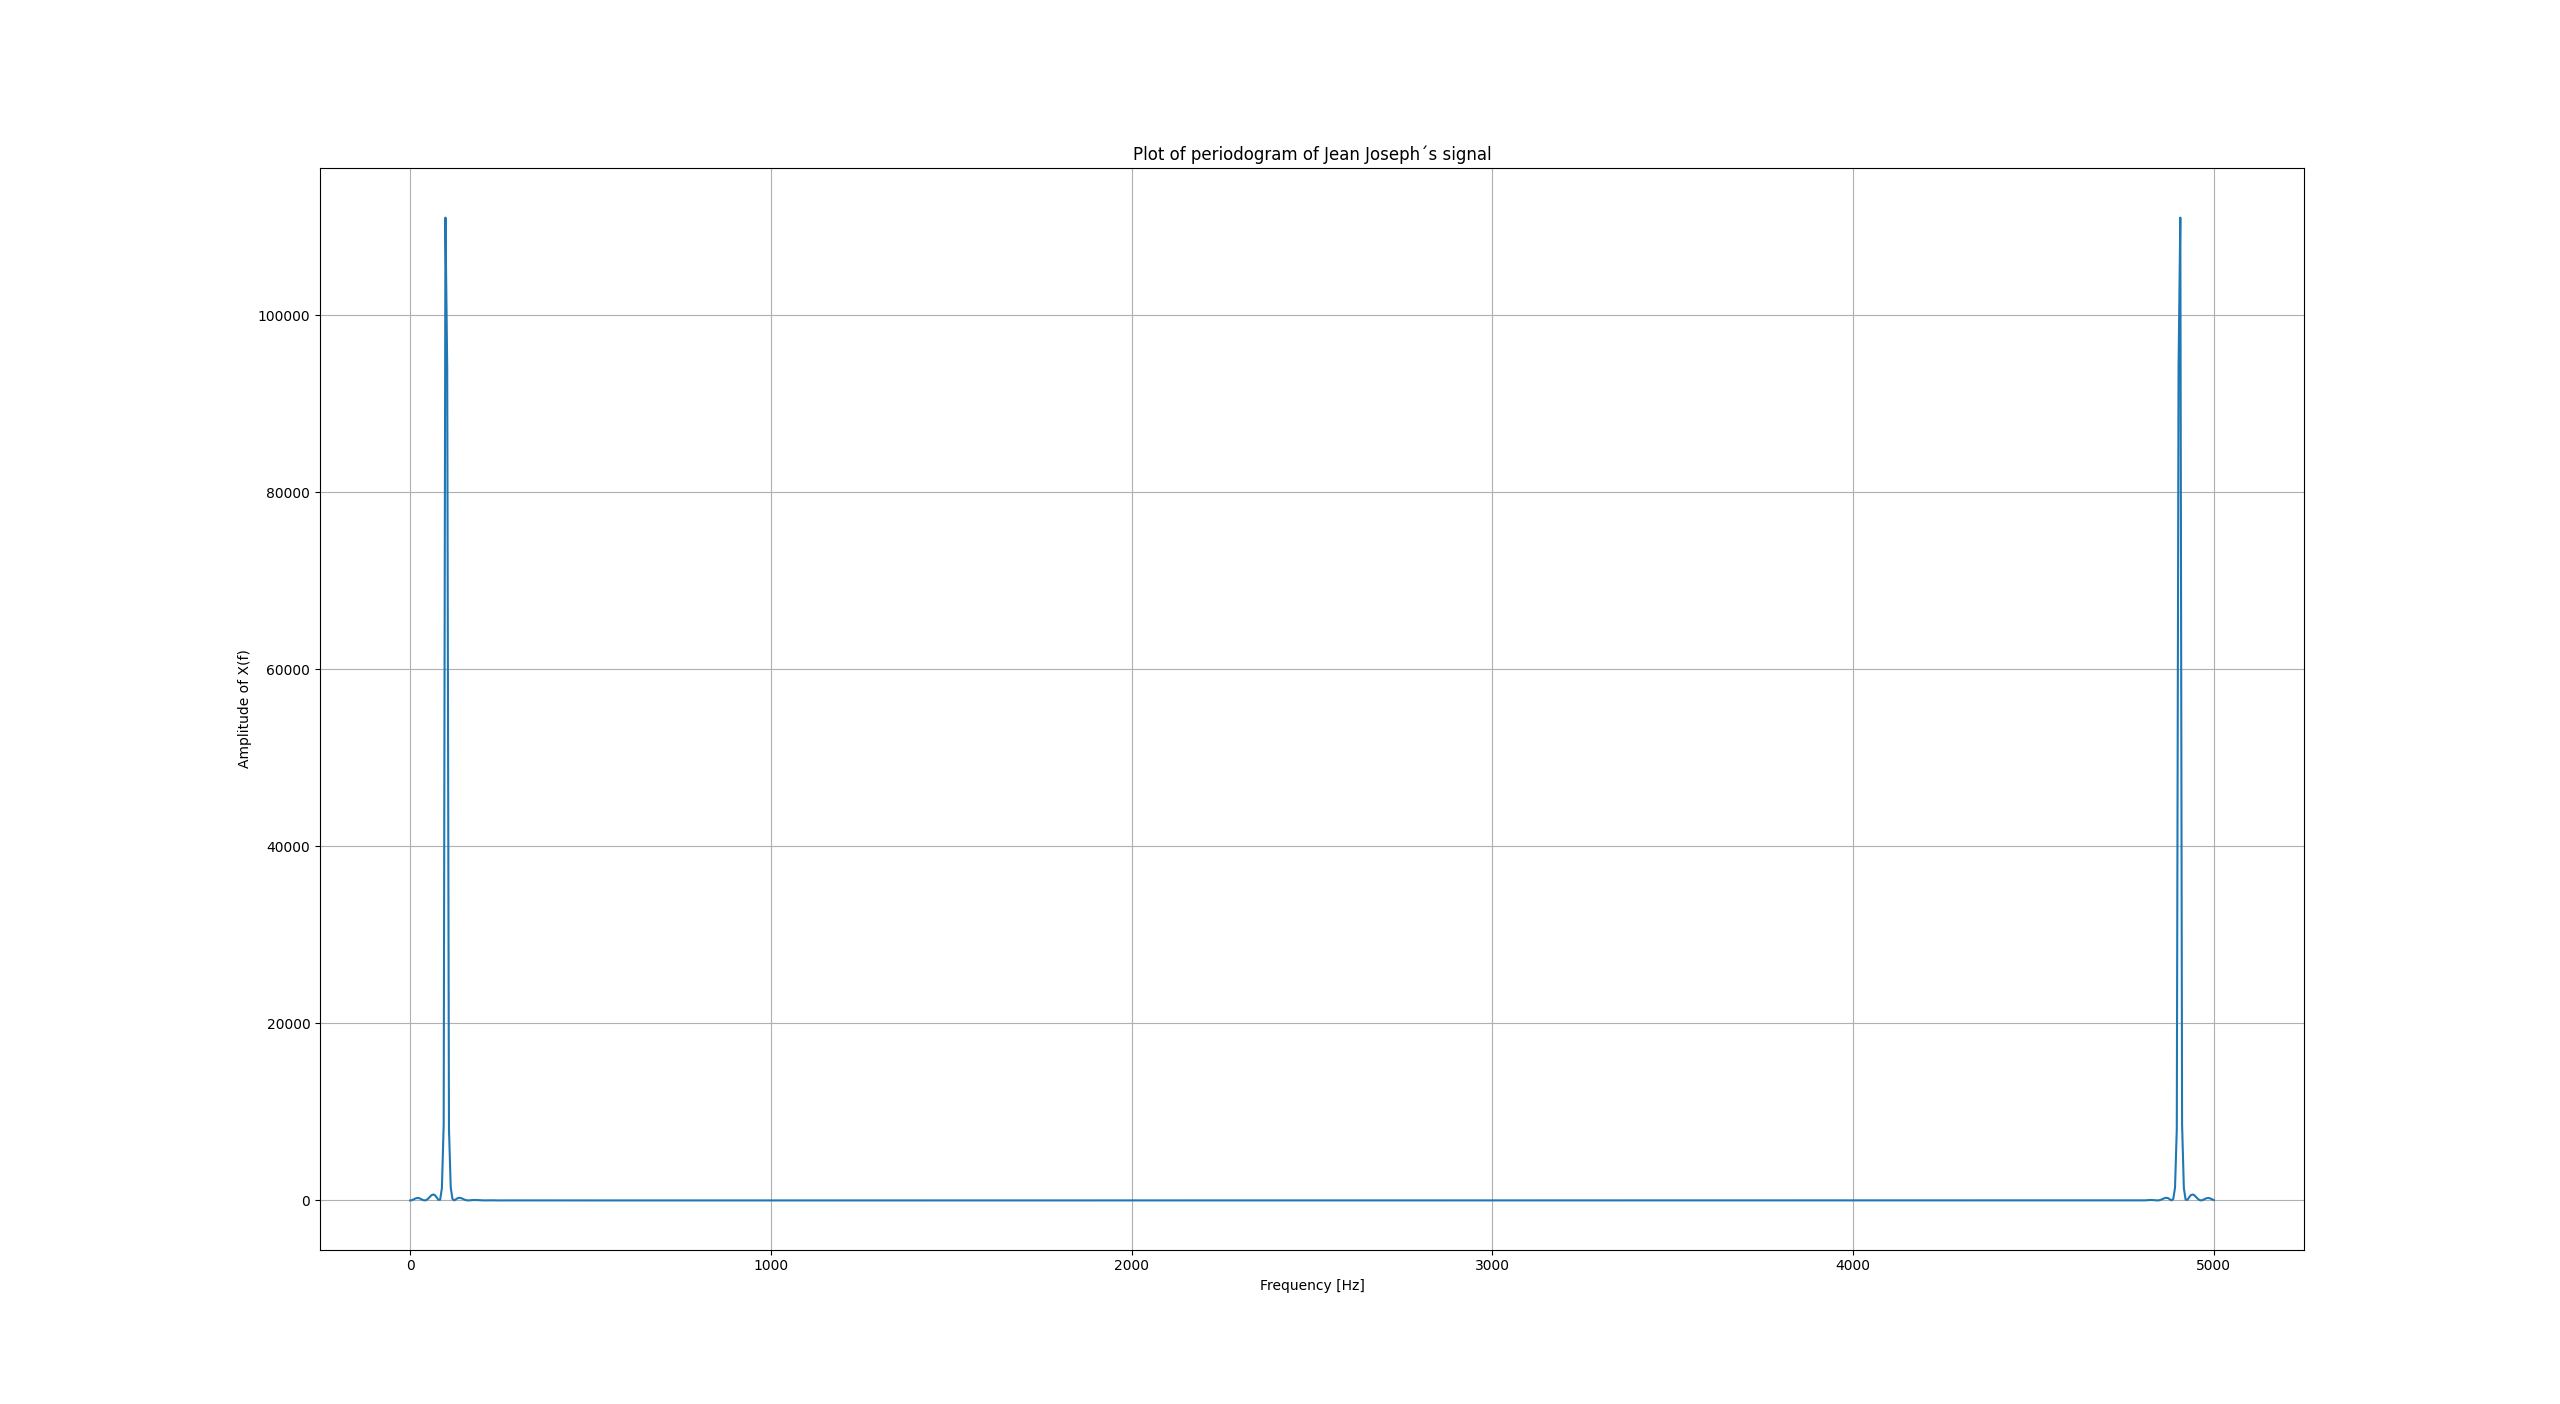 Plot of periodogram of Jean Joseph´s signal
100000
80000
60000
40000
20000
0
Amplitude of X(f)
0 1000 2000 3000 4000 5000
Frequency [Hz]